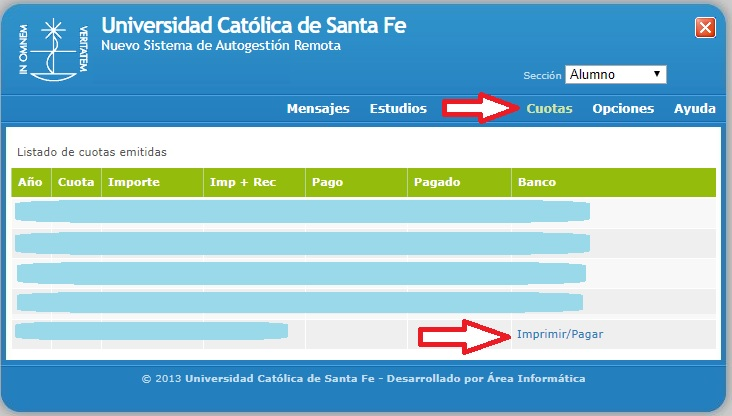 IN OMNEM
VERITATEM
Universidad Católica de Santa Fe
Nuevo Sistema de Autogestión Remota
Sección Alumno
Mensajes Estudios Cuotas Opciones Ayuda
Listado de cuotas emitidas
Año Cuota Importe Imp + Rec Pago Pagado Banco
Imprimir/Pagar
© 2013 Universidad Católica de Santa Fe - Desarrollado por Área Informática